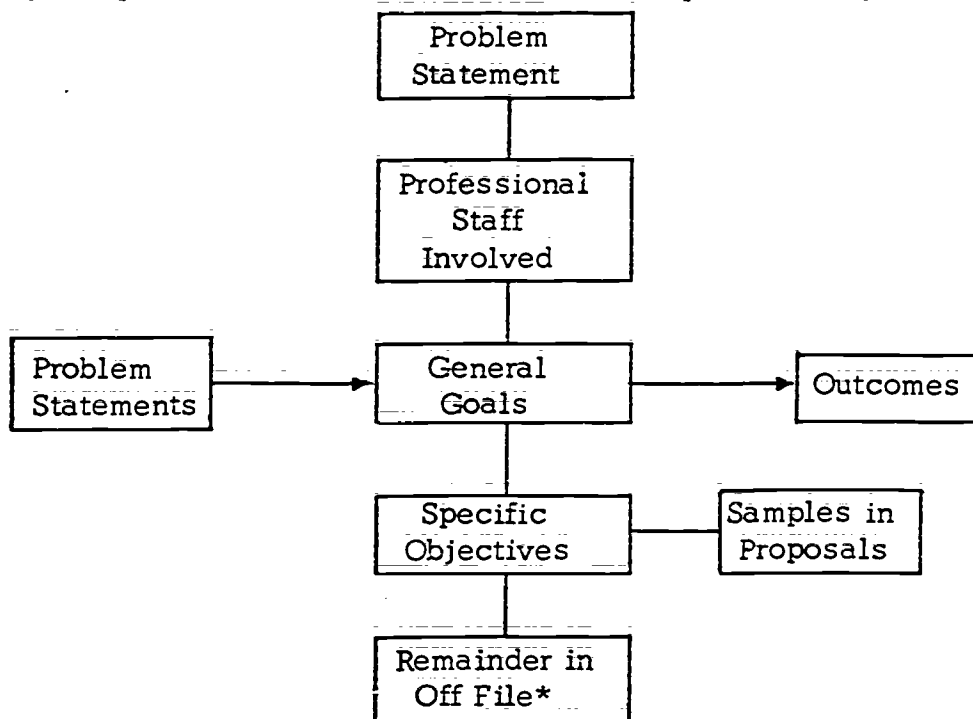 Problem
Statement
Professional
Staff
Involved
Problem
Statements
General
Goals
Outcomes
Specific
Objectives
Samples in
Proposals
Remainder in
Off File*